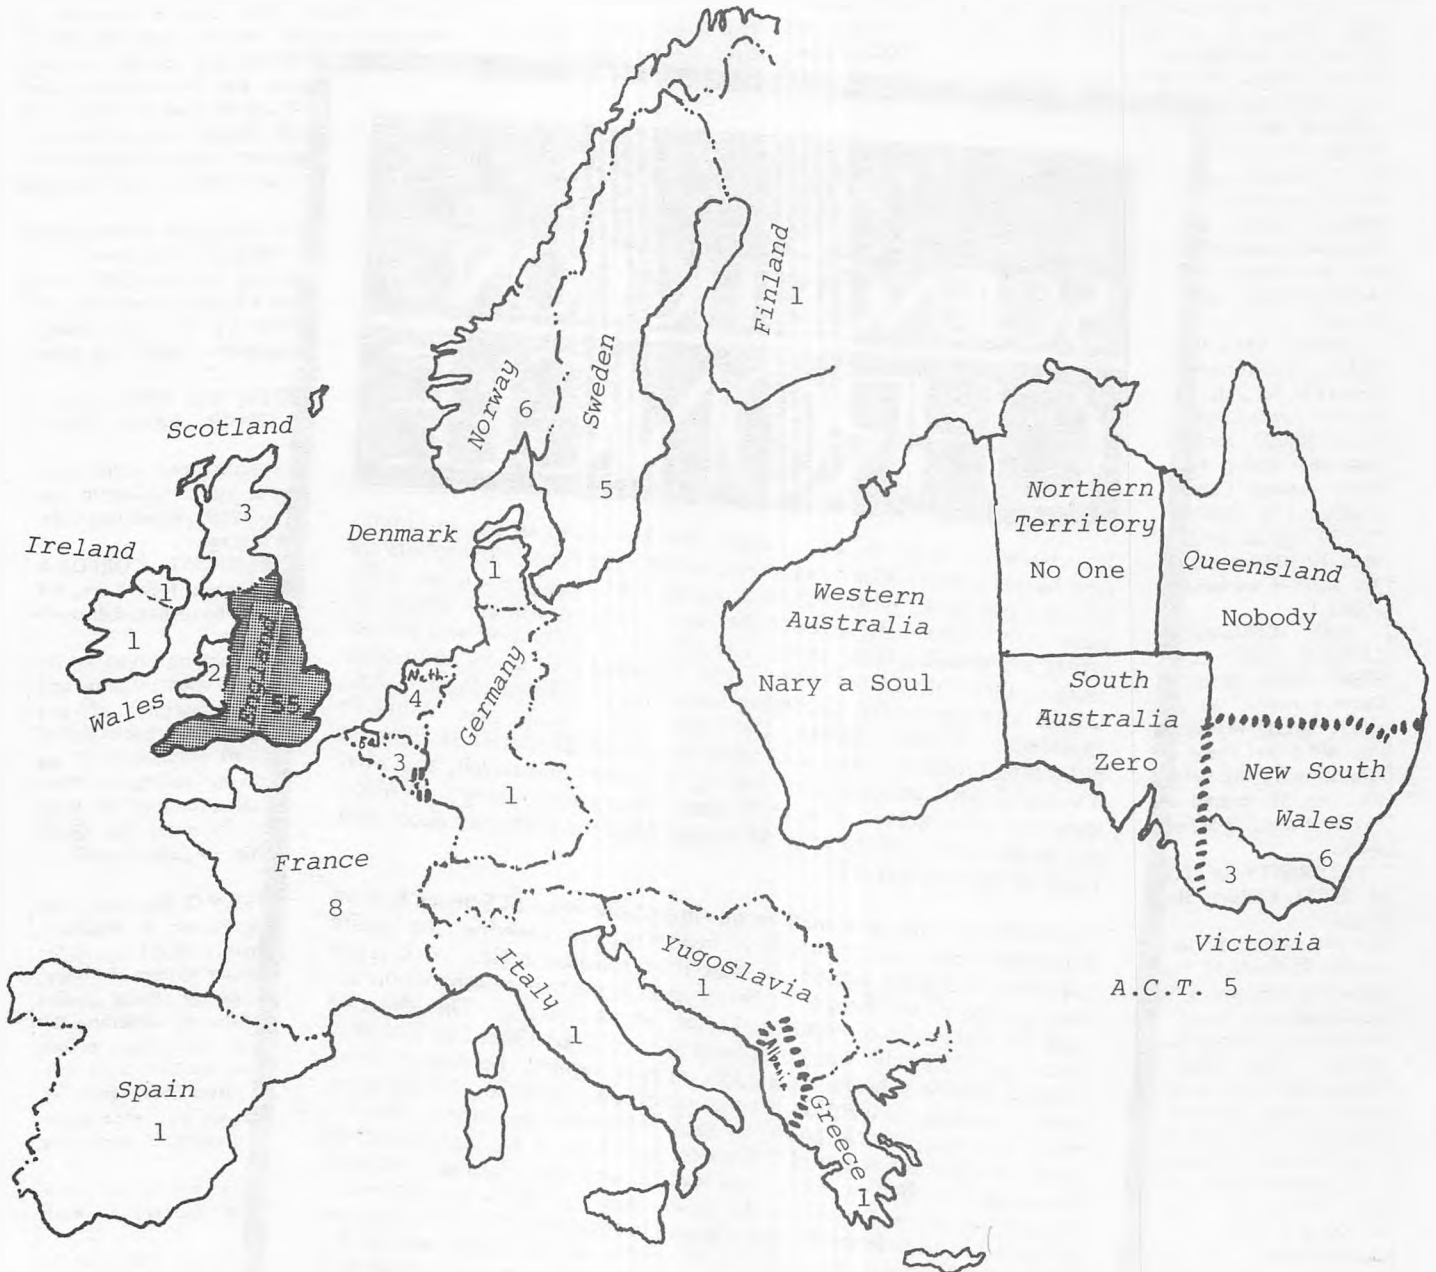 Finland
1
Norway
6
Sweden
5
Scotland
3
Ireland
1
1
Denmark
1
England
55
2
Wales
Neth.
4
Germany
1
3
France
8
Spain
1
Italy
1
Yugoslavia
1
Albania
Greece
1
Northern
Territory
No One
Queensland
Nobody
Western
Australia
Nary a Soul
South
Australia
Zero
New South
Wales
6
3
Victoria
A.C.T. 5